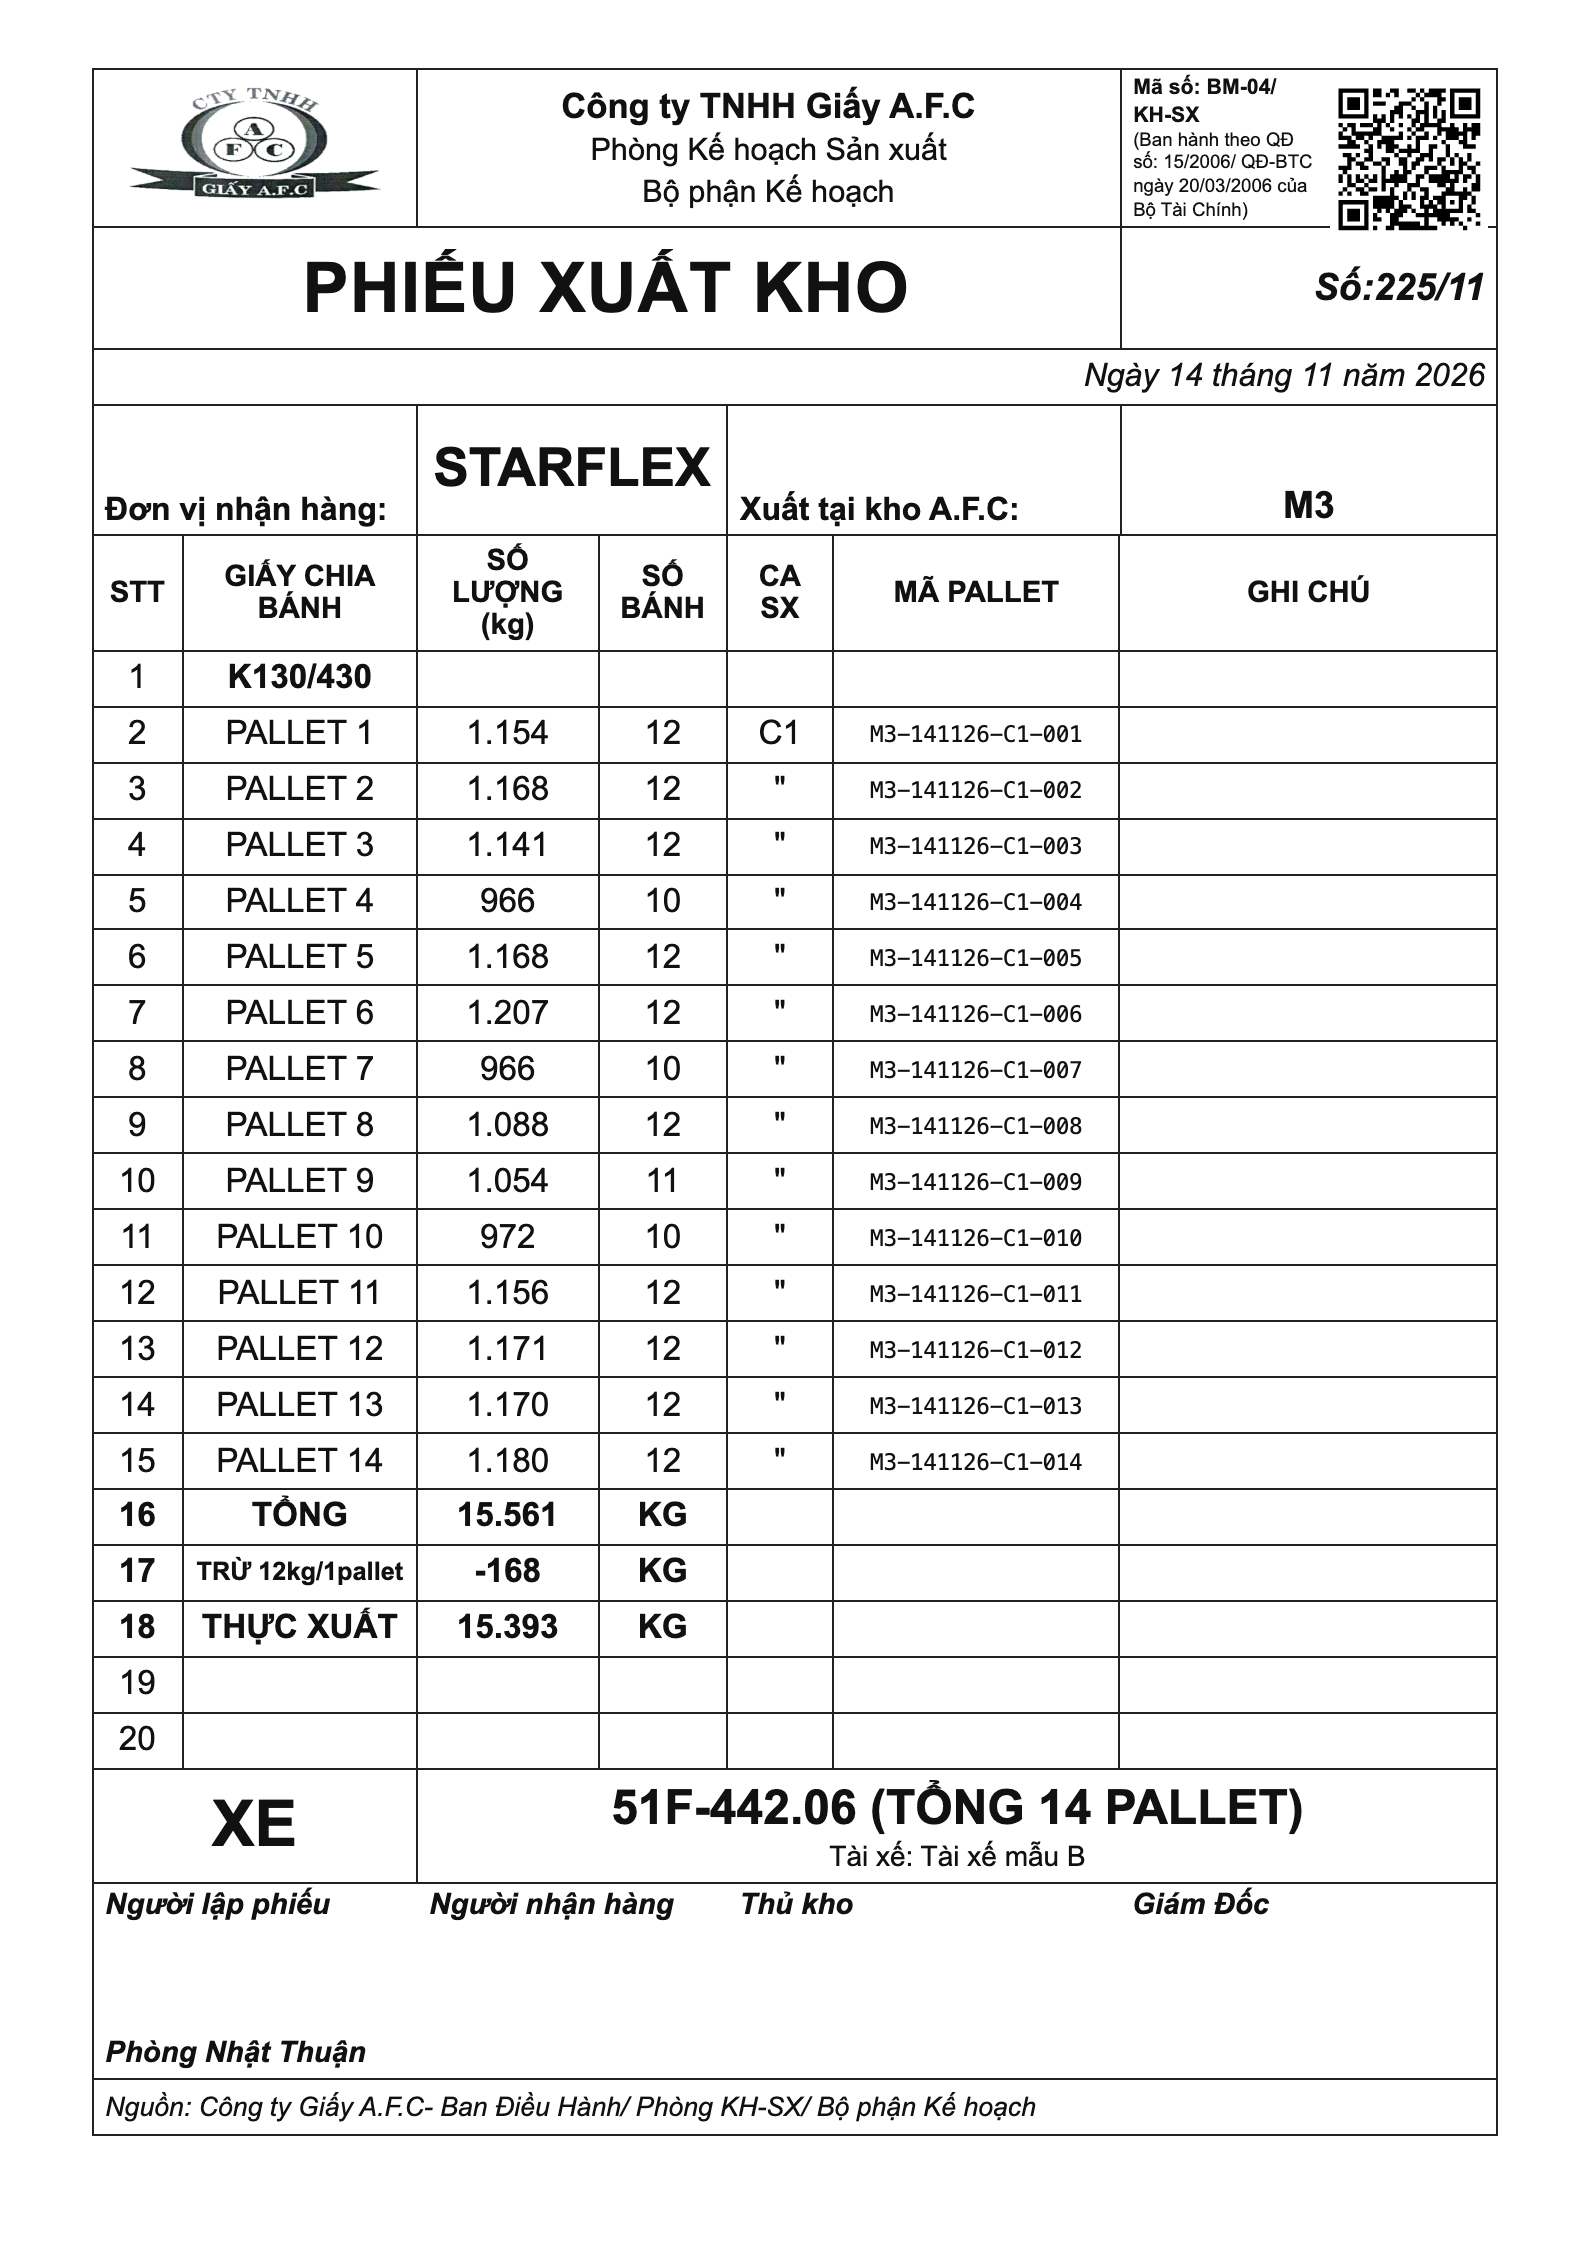 CTY TNHH
A
F C
GIẤY A.F.C
Công ty TNHH Giấy A.F.C
Phòng Kế hoạch Sản xuất
Bộ phận Kế hoạch
Mã số: BM-04/
KH-SX
(Ban hành theo QĐ
số: 15/2006/ QĐ-BTC
ngày 20/03/2006 của
Bộ Tài Chính)
PHIẾU XUẤT KHO
Số:225/11
Ngày 14 tháng 11 năm 2026
Đơn vị nhận hàng: STARFLEX Xuất tại kho A.F.C: M3
STT GIẤY CHIA BÁNH SỐ LƯỢNG (kg) SỐ BÁNH CA SX MÃ PALLET GHI CHÚ
1 K130/430
2 PALLET 1 1.154 12 C1 M3-141126-C1-001
3 PALLET 2 1.168 12 " M3-141126-C1-002
4 PALLET 3 1.141 12 " M3-141126-C1-003
5 PALLET 4 966 10 " M3-141126-C1-004
6 PALLET 5 1.168 12 " M3-141126-C1-005
7 PALLET 6 1.207 12 " M3-141126-C1-006
8 PALLET 7 966 10 " M3-141126-C1-007
9 PALLET 8 1.088 12 " M3-141126-C1-008
10 PALLET 9 1.054 11 " M3-141126-C1-009
11 PALLET 10 972 10 " M3-141126-C1-010
12 PALLET 11 1.156 12 " M3-141126-C1-011
13 PALLET 12 1.171 12 " M3-141126-C1-012
14 PALLET 13 1.170 12 " M3-141126-C1-013
15 PALLET 14 1.180 12 " M3-141126-C1-014
16 TỔNG 15.561 KG
17 TRỪ 12kg/1pallet -168 KG
18 THỰC XUẤT 15.393 KG
19
20
XE 51F-442.06 (TỔNG 14 PALLET)
Tài xế: Tài xế mẫu B
Người lập phiếu Người nhận hàng Thủ kho Giám Đốc
Phòng Nhật Thuận
Nguồn: Công ty Giấy A.F.C- Ban Điều Hành/ Phòng KH-SX/ Bộ phận Kế hoạch